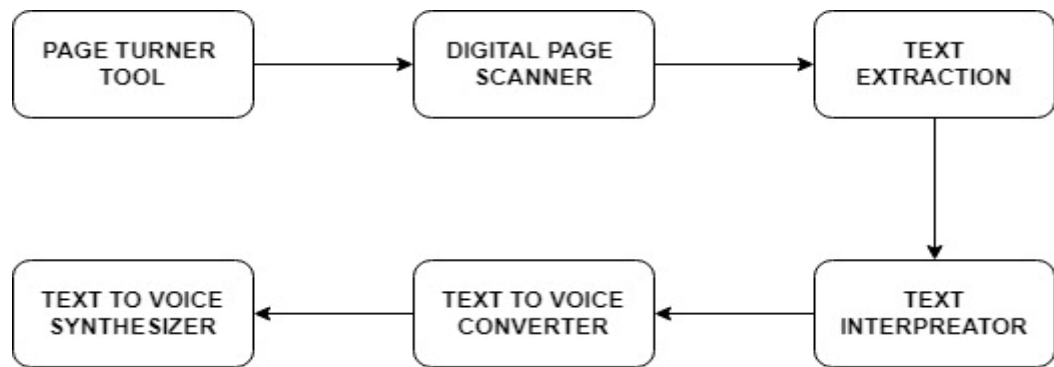 PAGE TURNER
TOOL
DIGITAL PAGE
SCANNER
TEXT
EXTRACTION
TEXT TO VOICE
SYNTHESIZER
TEXT TO VOICE
CONVERTER
TEXT
INTERPREATOR